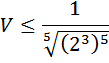 V ≤ 1/⁵√((2³)⁵)